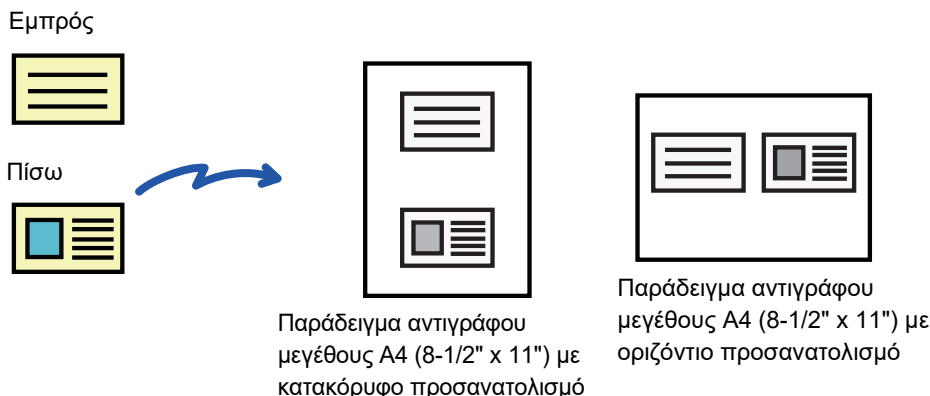 Εμπρός
Πίσω
Παράδειγμα αντιγράφου
μεγέθους A4 (8-1/2" x 11") με
κατακόρυφο προσανατολισμό
Παράδειγμα αντιγράφου
μεγέθους A4 (8-1/2" x 11") με
οριζόντιο προσανατολισμό